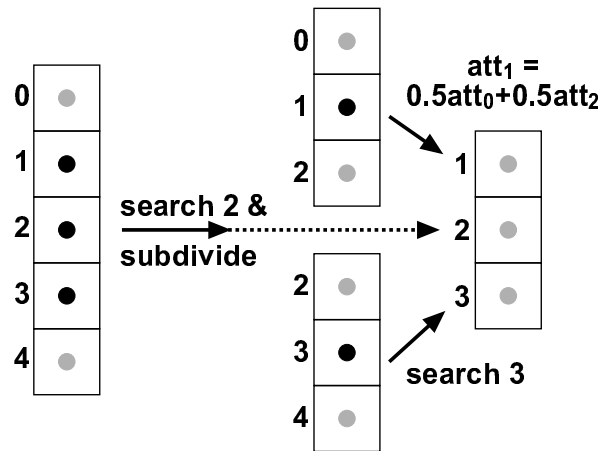 0
1
2
3
4
search 2 &
subdivide
0
1
2
2
3
4
att₁ =
0.5att₀+0.5att₂
1
2
3
search 3